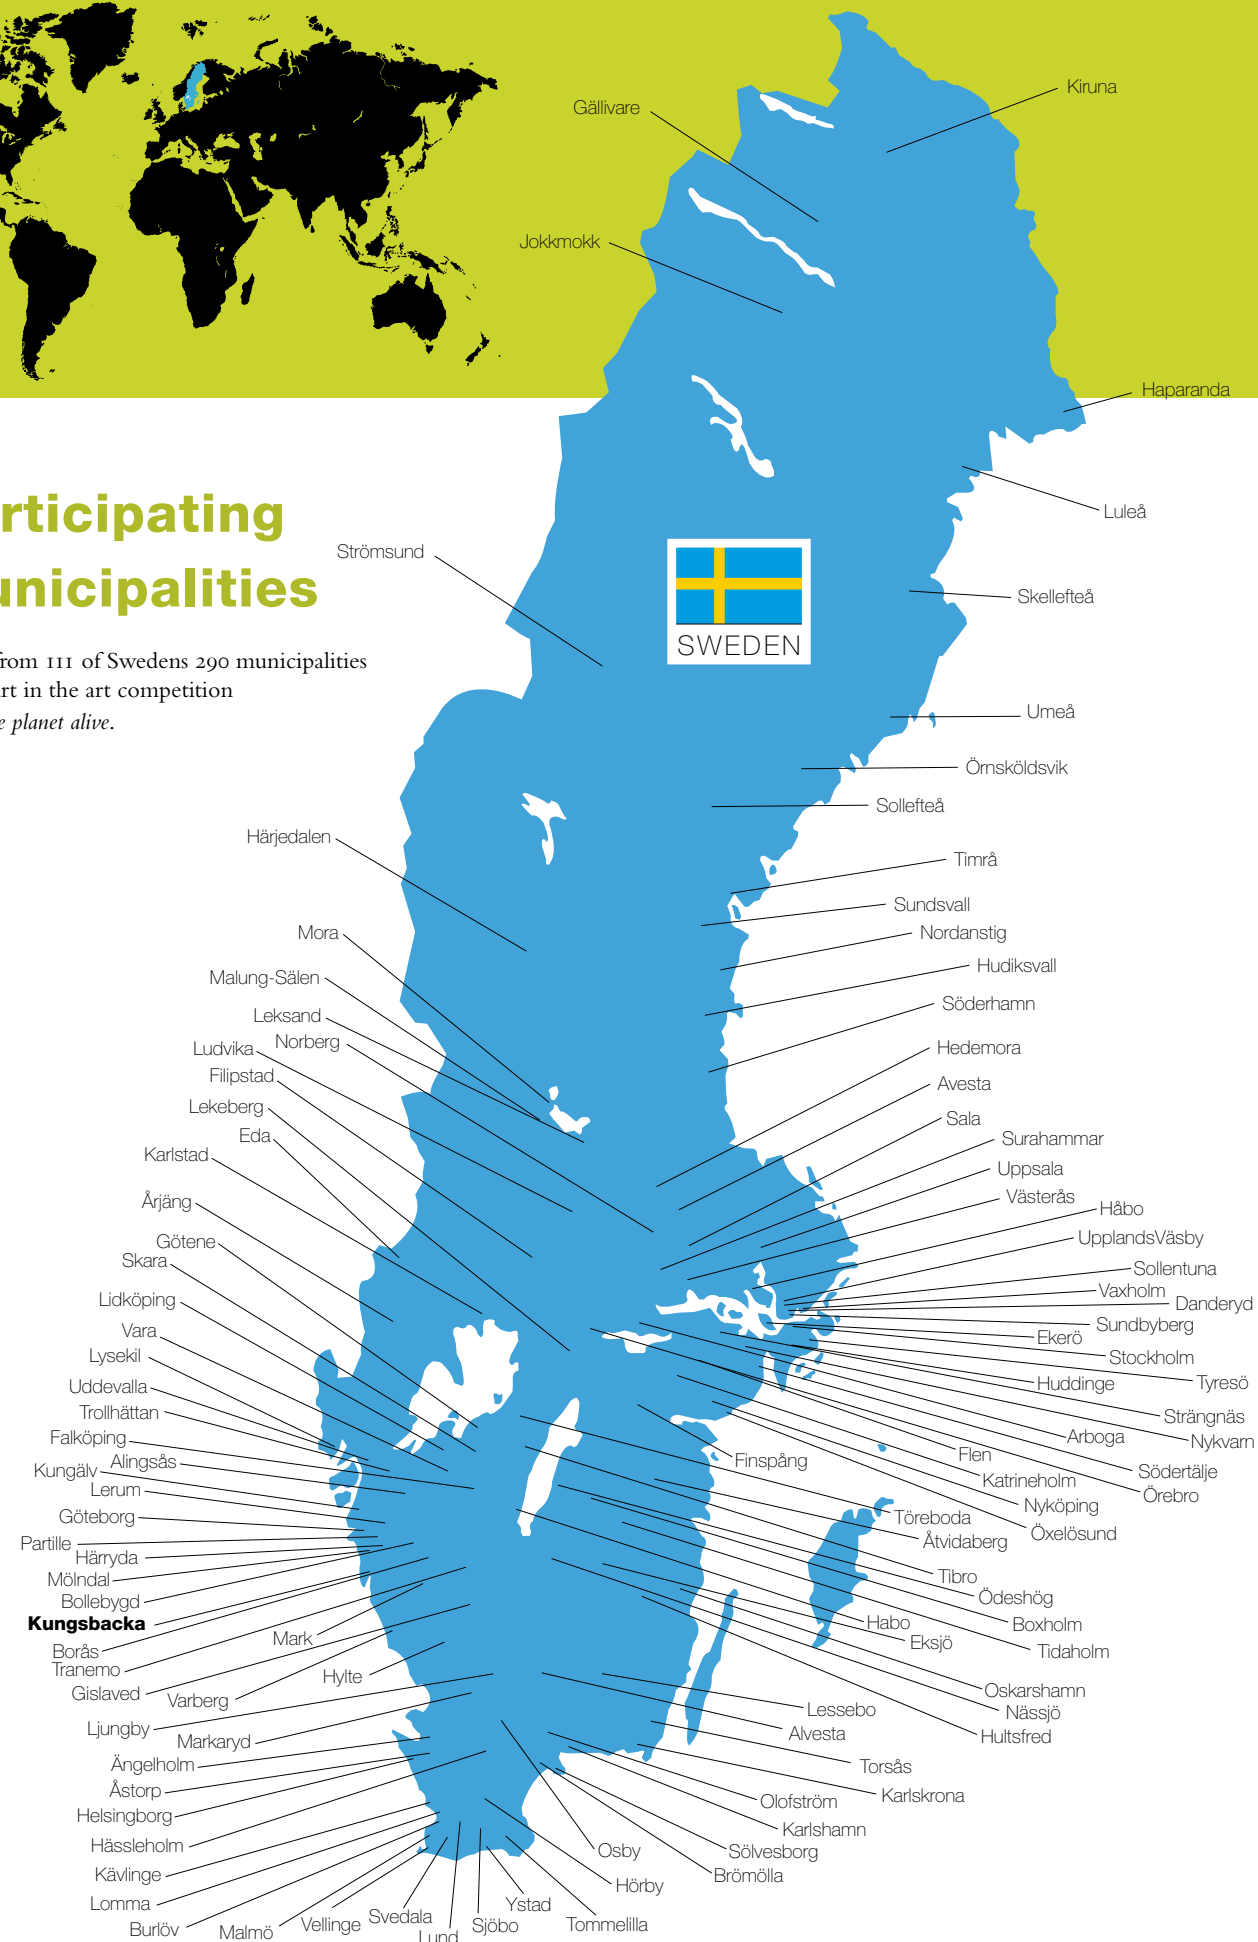 Kiruna
Gällivare
Jokkmokk
Haparanda
rticipating
Luleå
Strömsund
unicipalities
Skellefteå
SWEDEN
from 111 of Swedens 290 municipalities
rt in the art competition
e planet alive.
Umeå
Örnsköldsvik
Sollefteå
Härjedalen
Timrå
Sundsvall
Mora
Nordanstig
Hudiksvall
Malung-Sälen
Söderhamn
Leksand
Norberg
Ludvika
Hedemora
Filipstad
Avesta
Lekeberg
Sala
Eda
Surahammar
Karlstad
Uppsala
Västerås
Årjäng
Håbo
Götene
UpplandsVäsby
Skara
Sollentuna
Vaxholm
Lidköping
Danderyd
Sundbyberg
Vara
Ekerö
Lysekil
Stockholm
Uddevalla
Huddinge
Tyresö
Trollhättan
Strängnäs
Falköping
Arboga
Nykvarn
Alingsås
Finspång
Flen
Kungälv
Södertälje
Lerum
Katrineholm
Örebro
Göteborg
Nyköping
Töreboda
Öxelösund
Partille
Åtvidaberg
Härryda
Mölndal
Tibro
Bollebygd
Ödeshög
Kungsbacka
Habo
Boxholm
Mark
Eksjö
Borås
Tidaholm
Tranemo
Hylte
Gislaved
Oskarshamn
Varberg
Lessebo
Nässjö
Ljungby
Alvesta
Hultsfred
Markaryd
Ängelholm
Torsås
Åstorp
Karlskrona
Olofström
Helsingborg
Karlshamn
Hässleholm
Osby
Sölvesborg
Kävlinge
Brömölla
Hörby
Lomma
Ystad
Svedala
Burlöv
Vellinge
Sjöbo
Tommelilla
Malmö
Lund